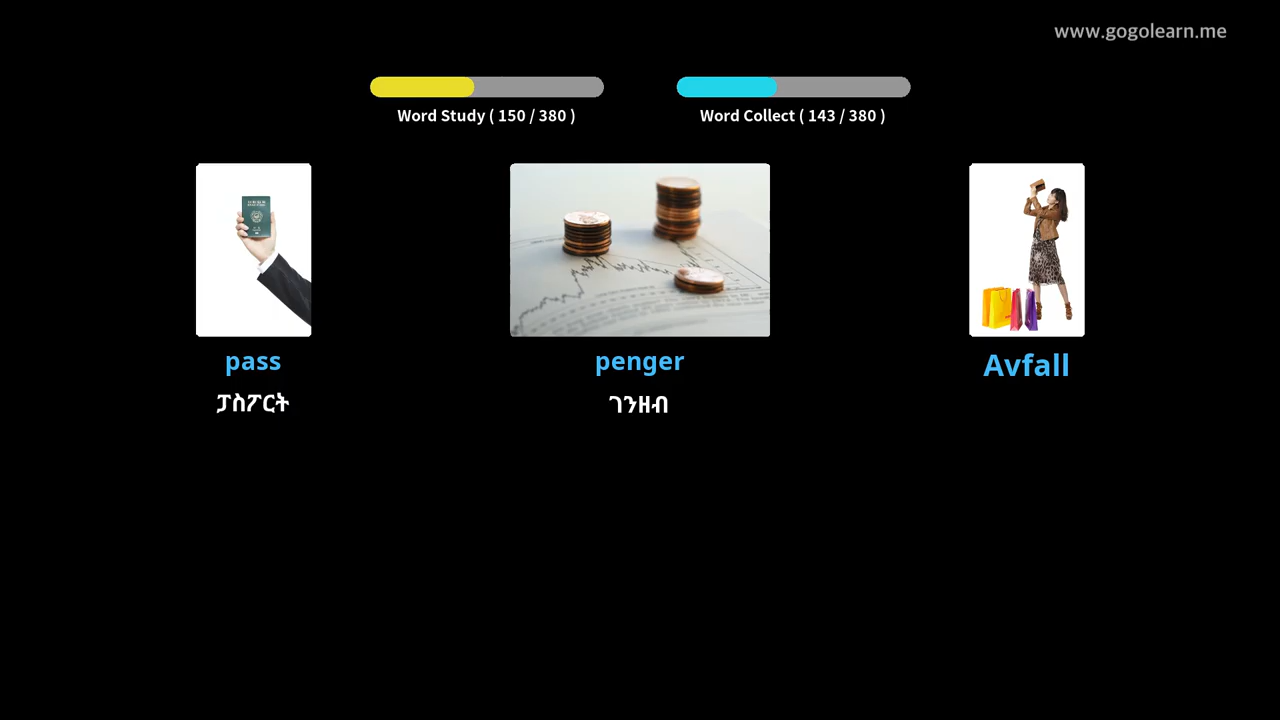 www.gogolearn.me
Word Study ( 150 / 380 )
Word Collect ( 143 / 380 )
pass
penger
Avfall
ፓስፖርት
ገንዘብ